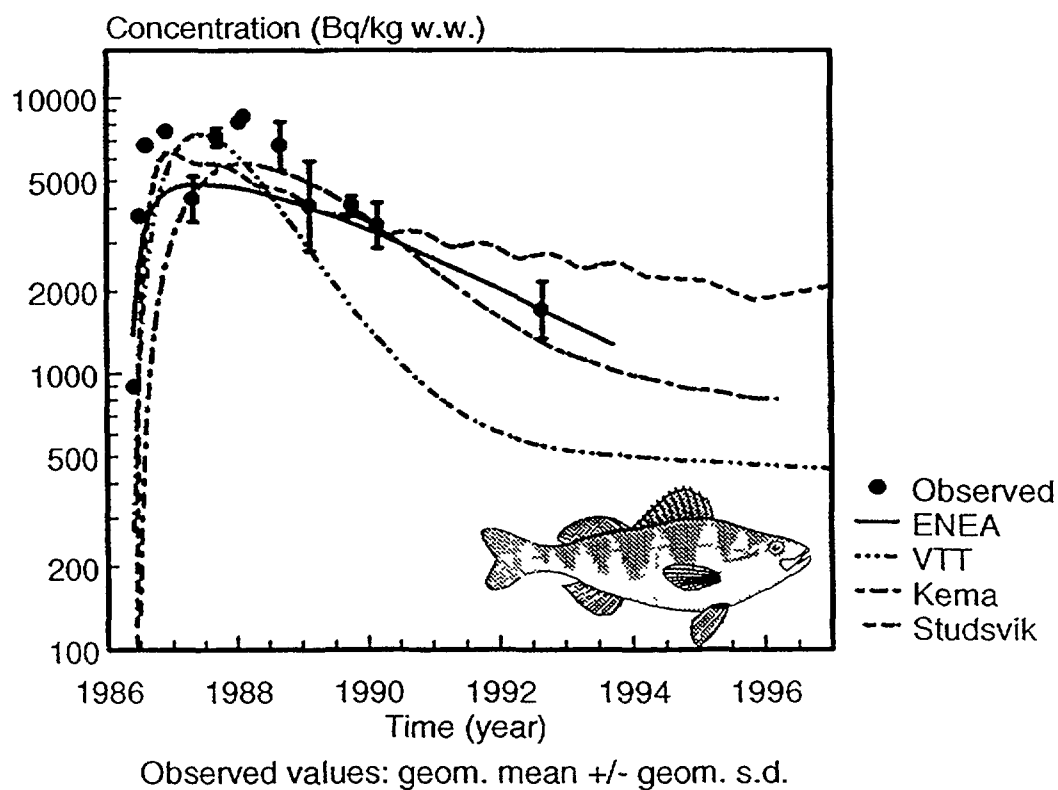 Concentration (Bq/kg w.w.)
10000
5000
2000
1000
500
200
100
1986 1988 1990 1992 1994 1996
Time (year)
Observed
ENEA
VTT
Kema
Studsvik
Observed values: geom. mean +/- geom. s.d.